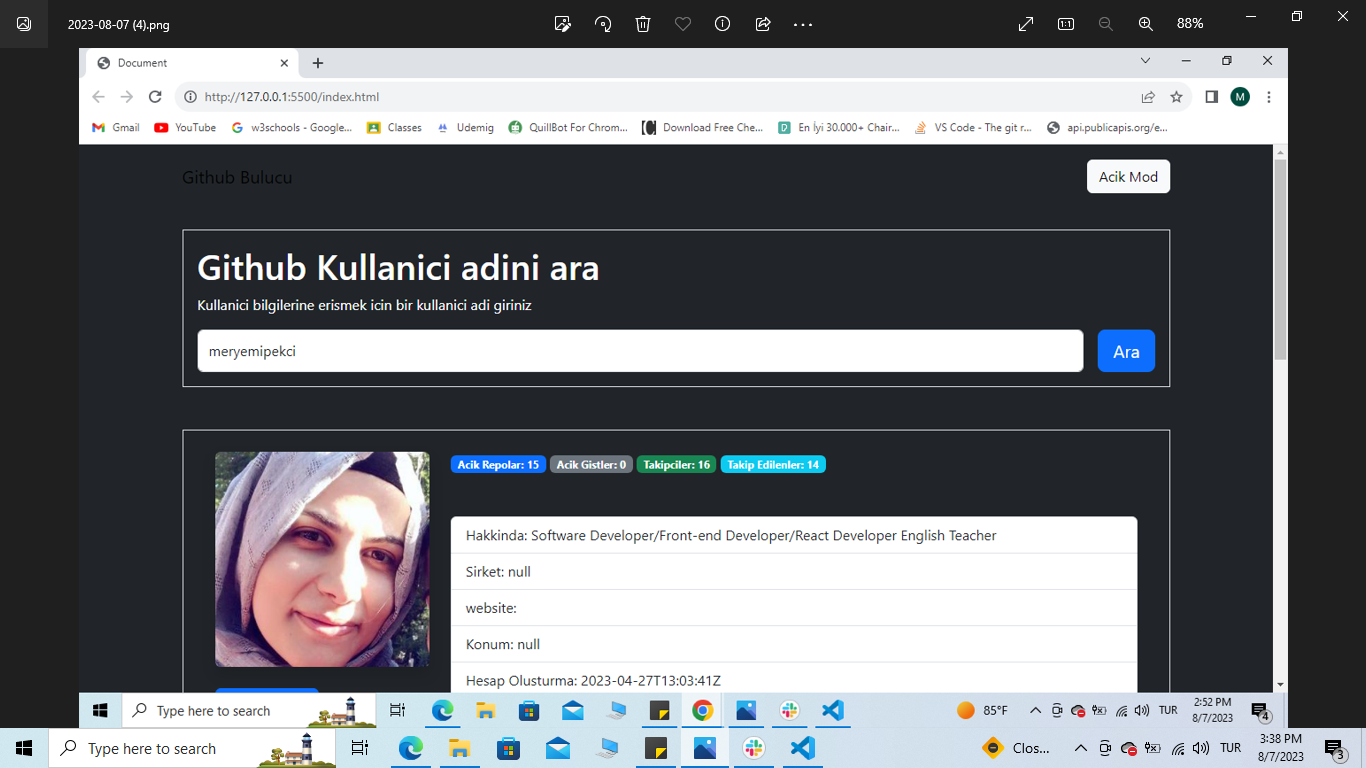 2023-08-07 (4).png
88%
Document
http://127.0.0.1:5500/index.html
M
Gmail
YouTube
w3schools - Google...
Classes
Udemig
QuillBot For Chrom...
Download Free Che...
En İyi 30.000+ Chair...
VS Code - The git r...
api.publicapis.org/e...
Github Bulucu
Acik Mod
Github Kullanici adini ara
Kullanici bilgilerine erismek icin bir kullanici adi giriniz
meryemipekci
Ara
Acik Repolar: 15
Acik Gistler: 0
Takipciler: 16
Takip Edilenler: 14
Hakkinda: Software Developer/Front-end Developer/React Developer English Teacher
Sirket: null
website:
Konum: null
Hesap Olusturma: 2023-04-27T13:03:41Z
Type here to search
85°F
TUR
2:52 PM
8/7/2023
4
Type here to search
Clos...
TUR
3:38 PM
8/7/2023
3